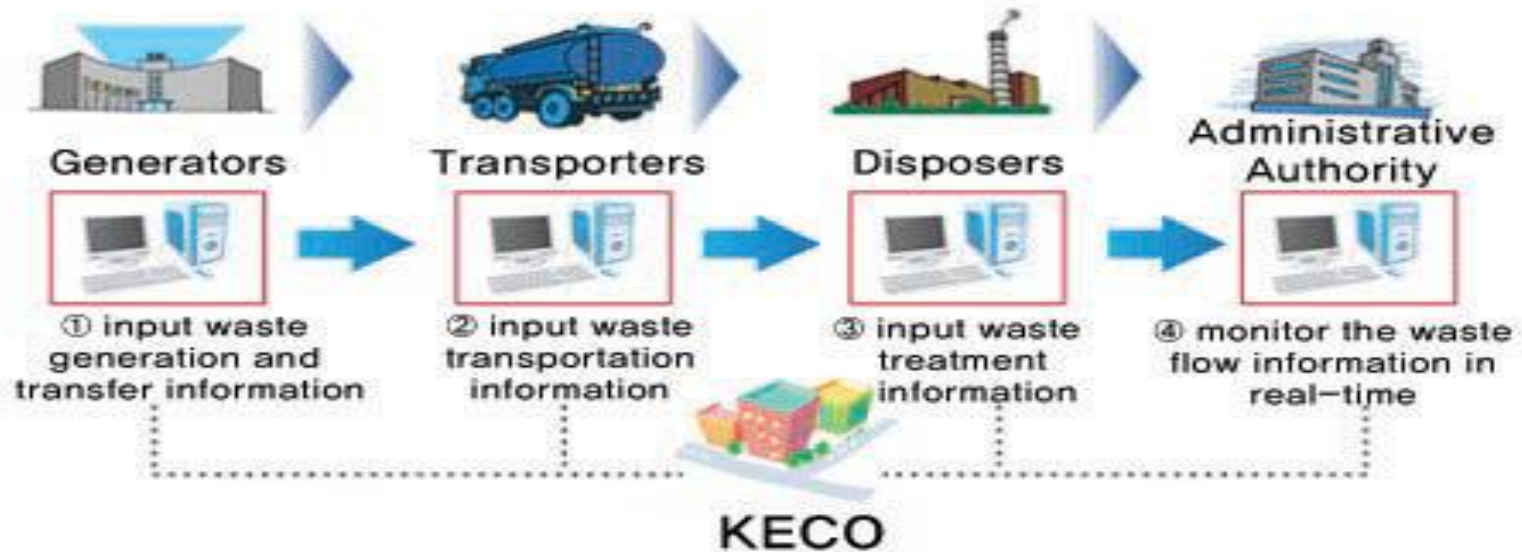 Generators
Transporters
Disposers
Administrative
Authority
① input waste
generation and
transfer information
② input waste
transportation
information
③ input waste
treatment
information
④ monitor the waste
flow information in
real-time
KECO